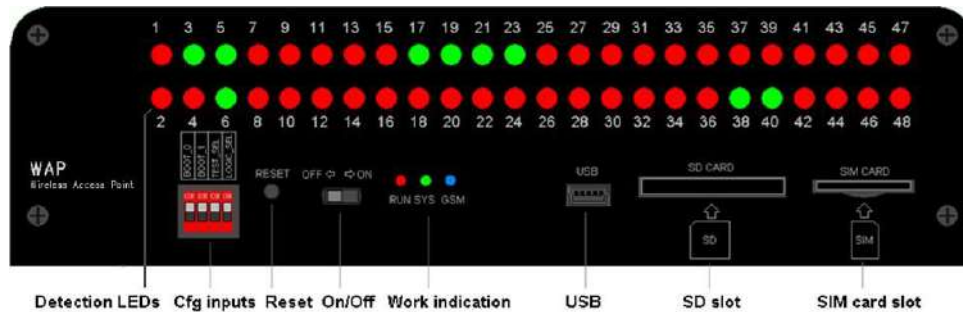 1 3 5 7 9 11 13 15 17 19 21 23 25 27 29 31 33 35 37 39 41 43 45 47
2 4 6 8 10 12 14 16 18 20 22 24 26 28 30 32 34 36 38 40 42 44 46 48
BOOT_0
BOOT_1
TEST_SEL
LOGIC_SEL
WAP
Wireless Access Point
RESET
OFF ⇦ ⇨ ON
RUN SYS GSM
USB
SD CARD
SD
SIM CARD
SIM
Detection LEDs Cfg inputs Reset On/Off Work indication USB SD slot SIM card slot